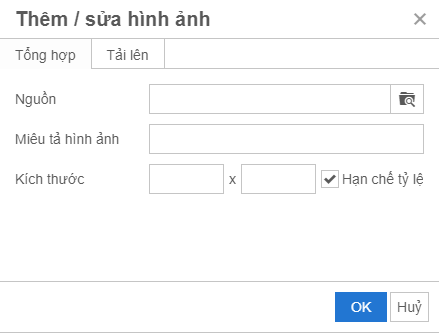 Thêm / sửa hình ảnh
Tổng hợp Tải lên
Nguồn
Miêu tả hình ảnh
Kích thước x Hạn chế tỷ lệ
OK Huỷ